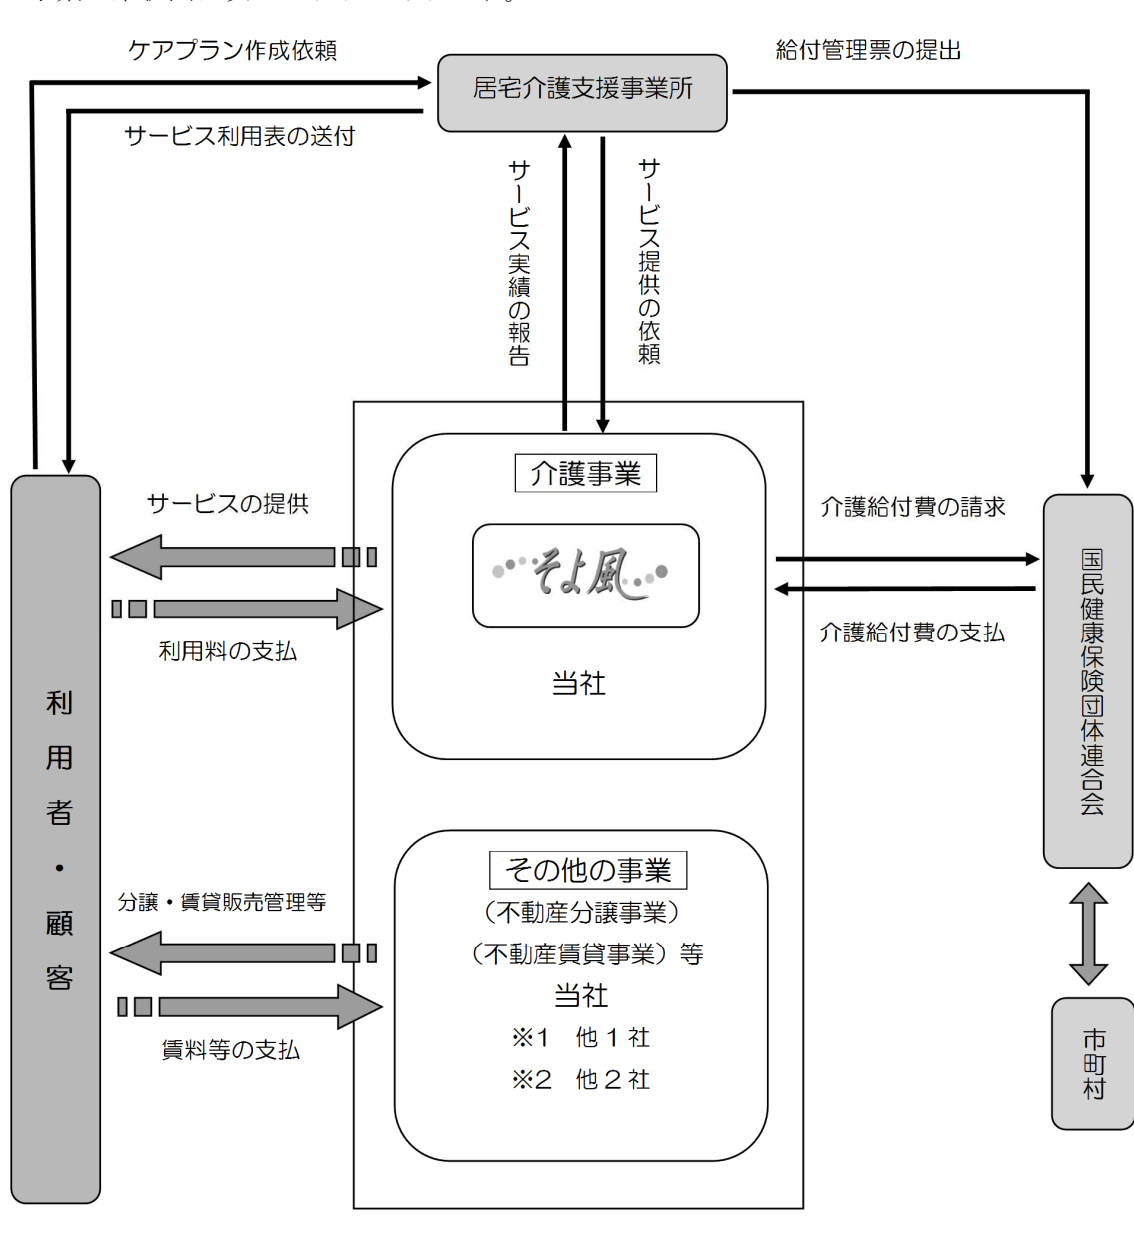 ケアプラン作成依頼
給付管理票の提出
居宅介護支援事業所
サービス利用表の送付
サービス実績の報告
サービス提供の依頼
介護事業
サービスの提供
介護給付費の請求
そよ風
利用料の支払
介護給付費の支払
当社
利用者・顧客
国民健康保険団体連合会
その他の事業
分譲・賃貸販売管理等
（不動産分譲事業）
（不動産賃貸事業）等
当社
※1　他1社
※2　他2社
賃料等の支払
市町村